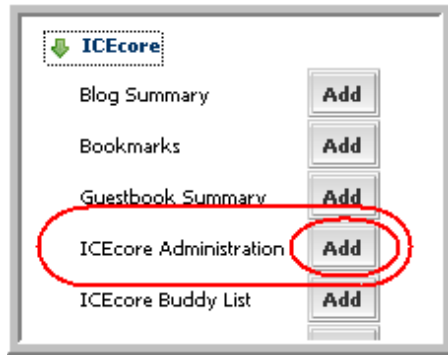 ICEcore
Blog Summary Add
Bookmarks Add
Guestbook Summary Add
ICEcore Administration Add
ICEcore Buddy List Add